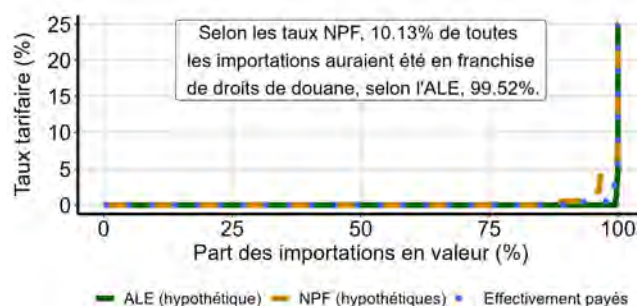 Selon les taux NPF, 10.13% de toutes
les importations auraient été en franchise
de droits de douane, selon l'ALE, 99.52%.
Taux tarifaire (%)
25
20
15
10
5
0
0 25 50 75 100
Part des importations en valeur (%)
ALE (hypothétique) NPF (hypothétiques) Effectivement payés